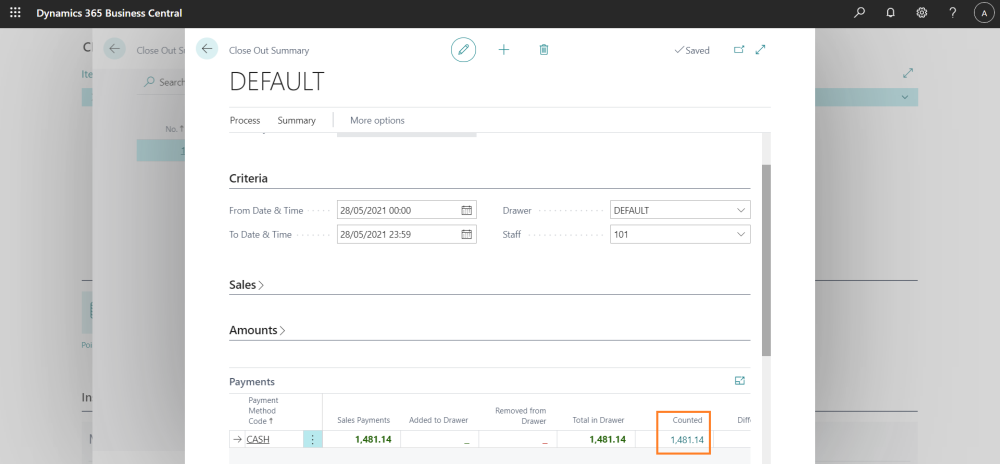 Dynamics 365 Business Central
A
Close Out Summary
Saved
DEFAULT
Search
Process Summary More options
No. ↑
Criteria
From Date & Time 28/05/2021 00:00 Drawer DEFAULT
To Date & Time 28/05/2021 23:59 Staff 101
Sales >
Amounts >
Payments
Payment
Method
Code ↑ Sales Payments Added to Drawer Removed from
Drawer Total in Drawer Counted
→ CASH 1,481.14 _ _ 1,481.14 1,481.14